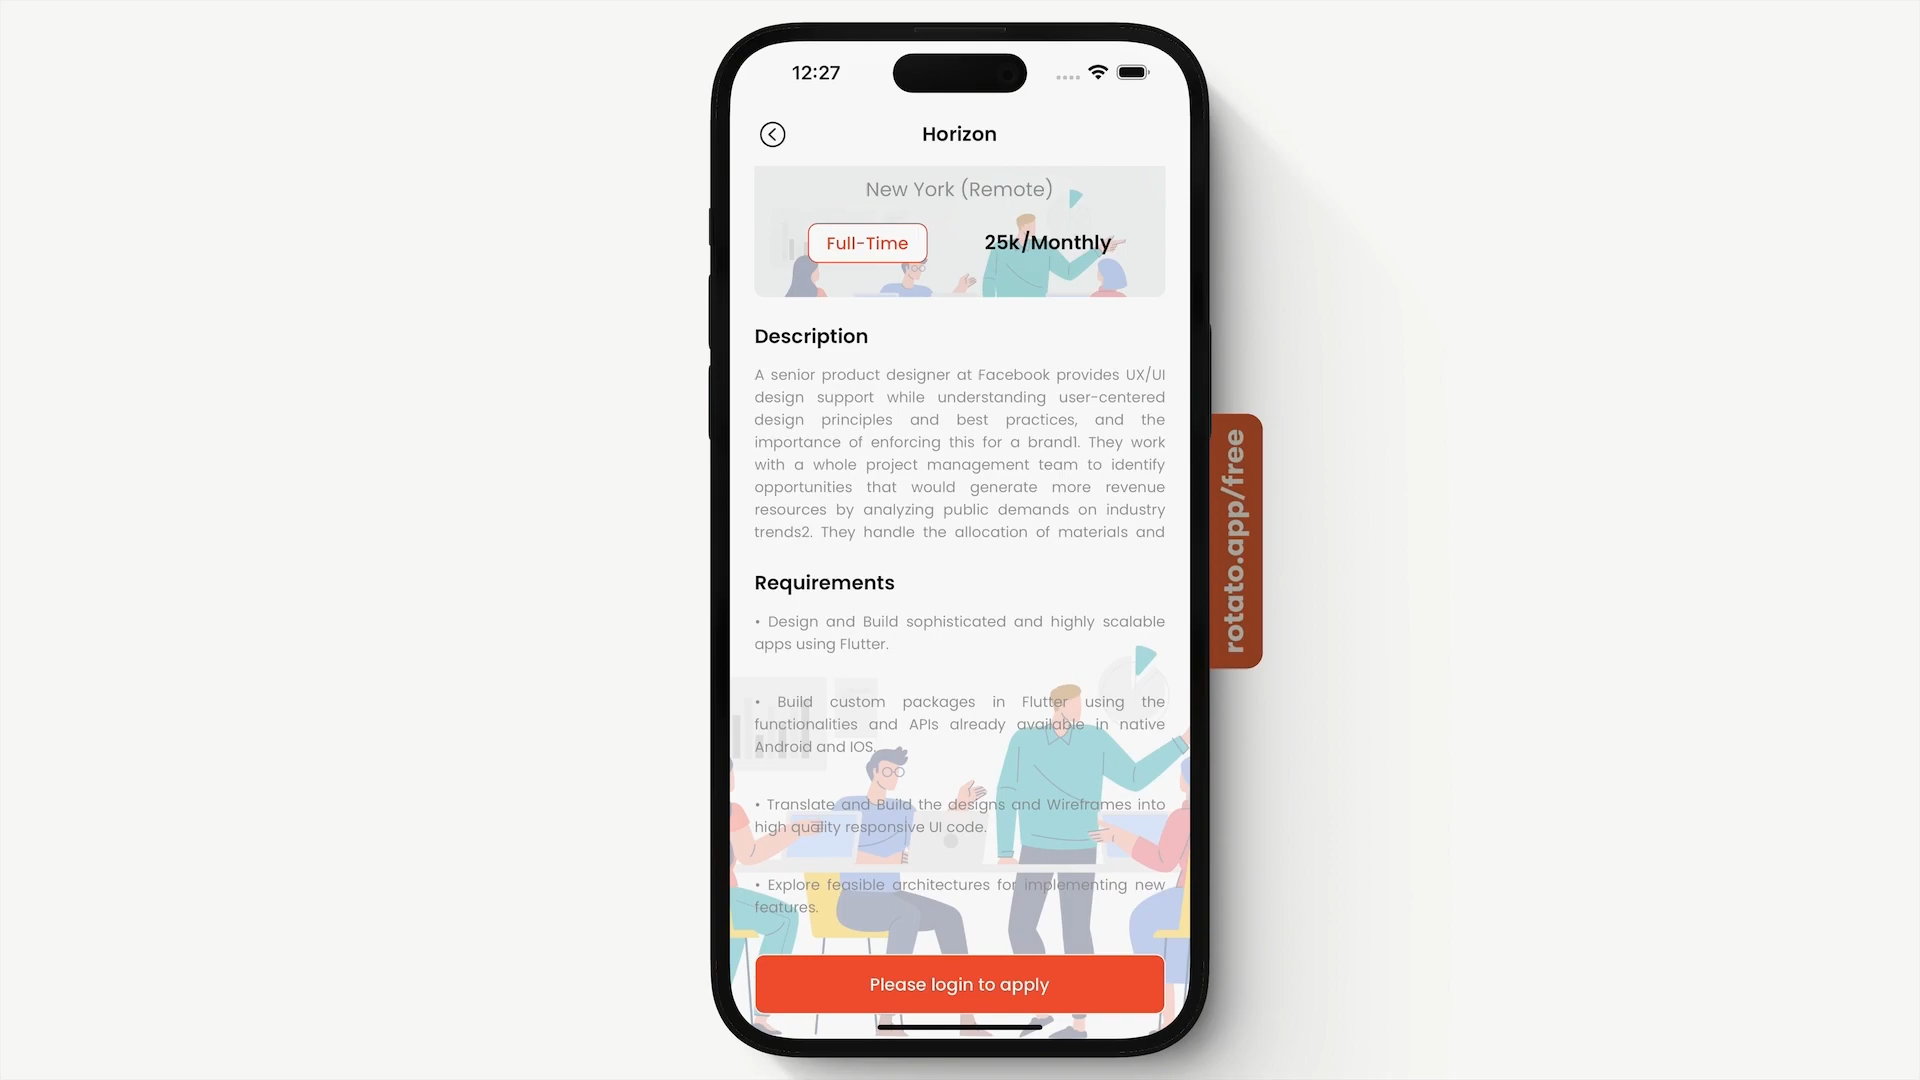 12:27
Horizon
New York (Remote)
Full-Time
25k/Monthly
Description
A senior product designer at Facebook provides UX/UI
design support while understanding user-centered
design principles and best practices, and the
importance of enforcing this for a brand1. They work
with a whole project management team to identify
opportunities that would generate more revenue
resources by analyzing public demands on industry
trends2. They handle the allocation of materials and
Requirements
• Design and Build sophisticated and highly scalable
apps using Flutter.
• Build custom packages in Flutter using the
functionalities and APIs already available in native
Android and IOS.
• Translate and Build the designs and Wireframes into
high quality responsive UI code.
• Explore feasible architectures for implementing new
features.
Please login to apply
rotato.app/free